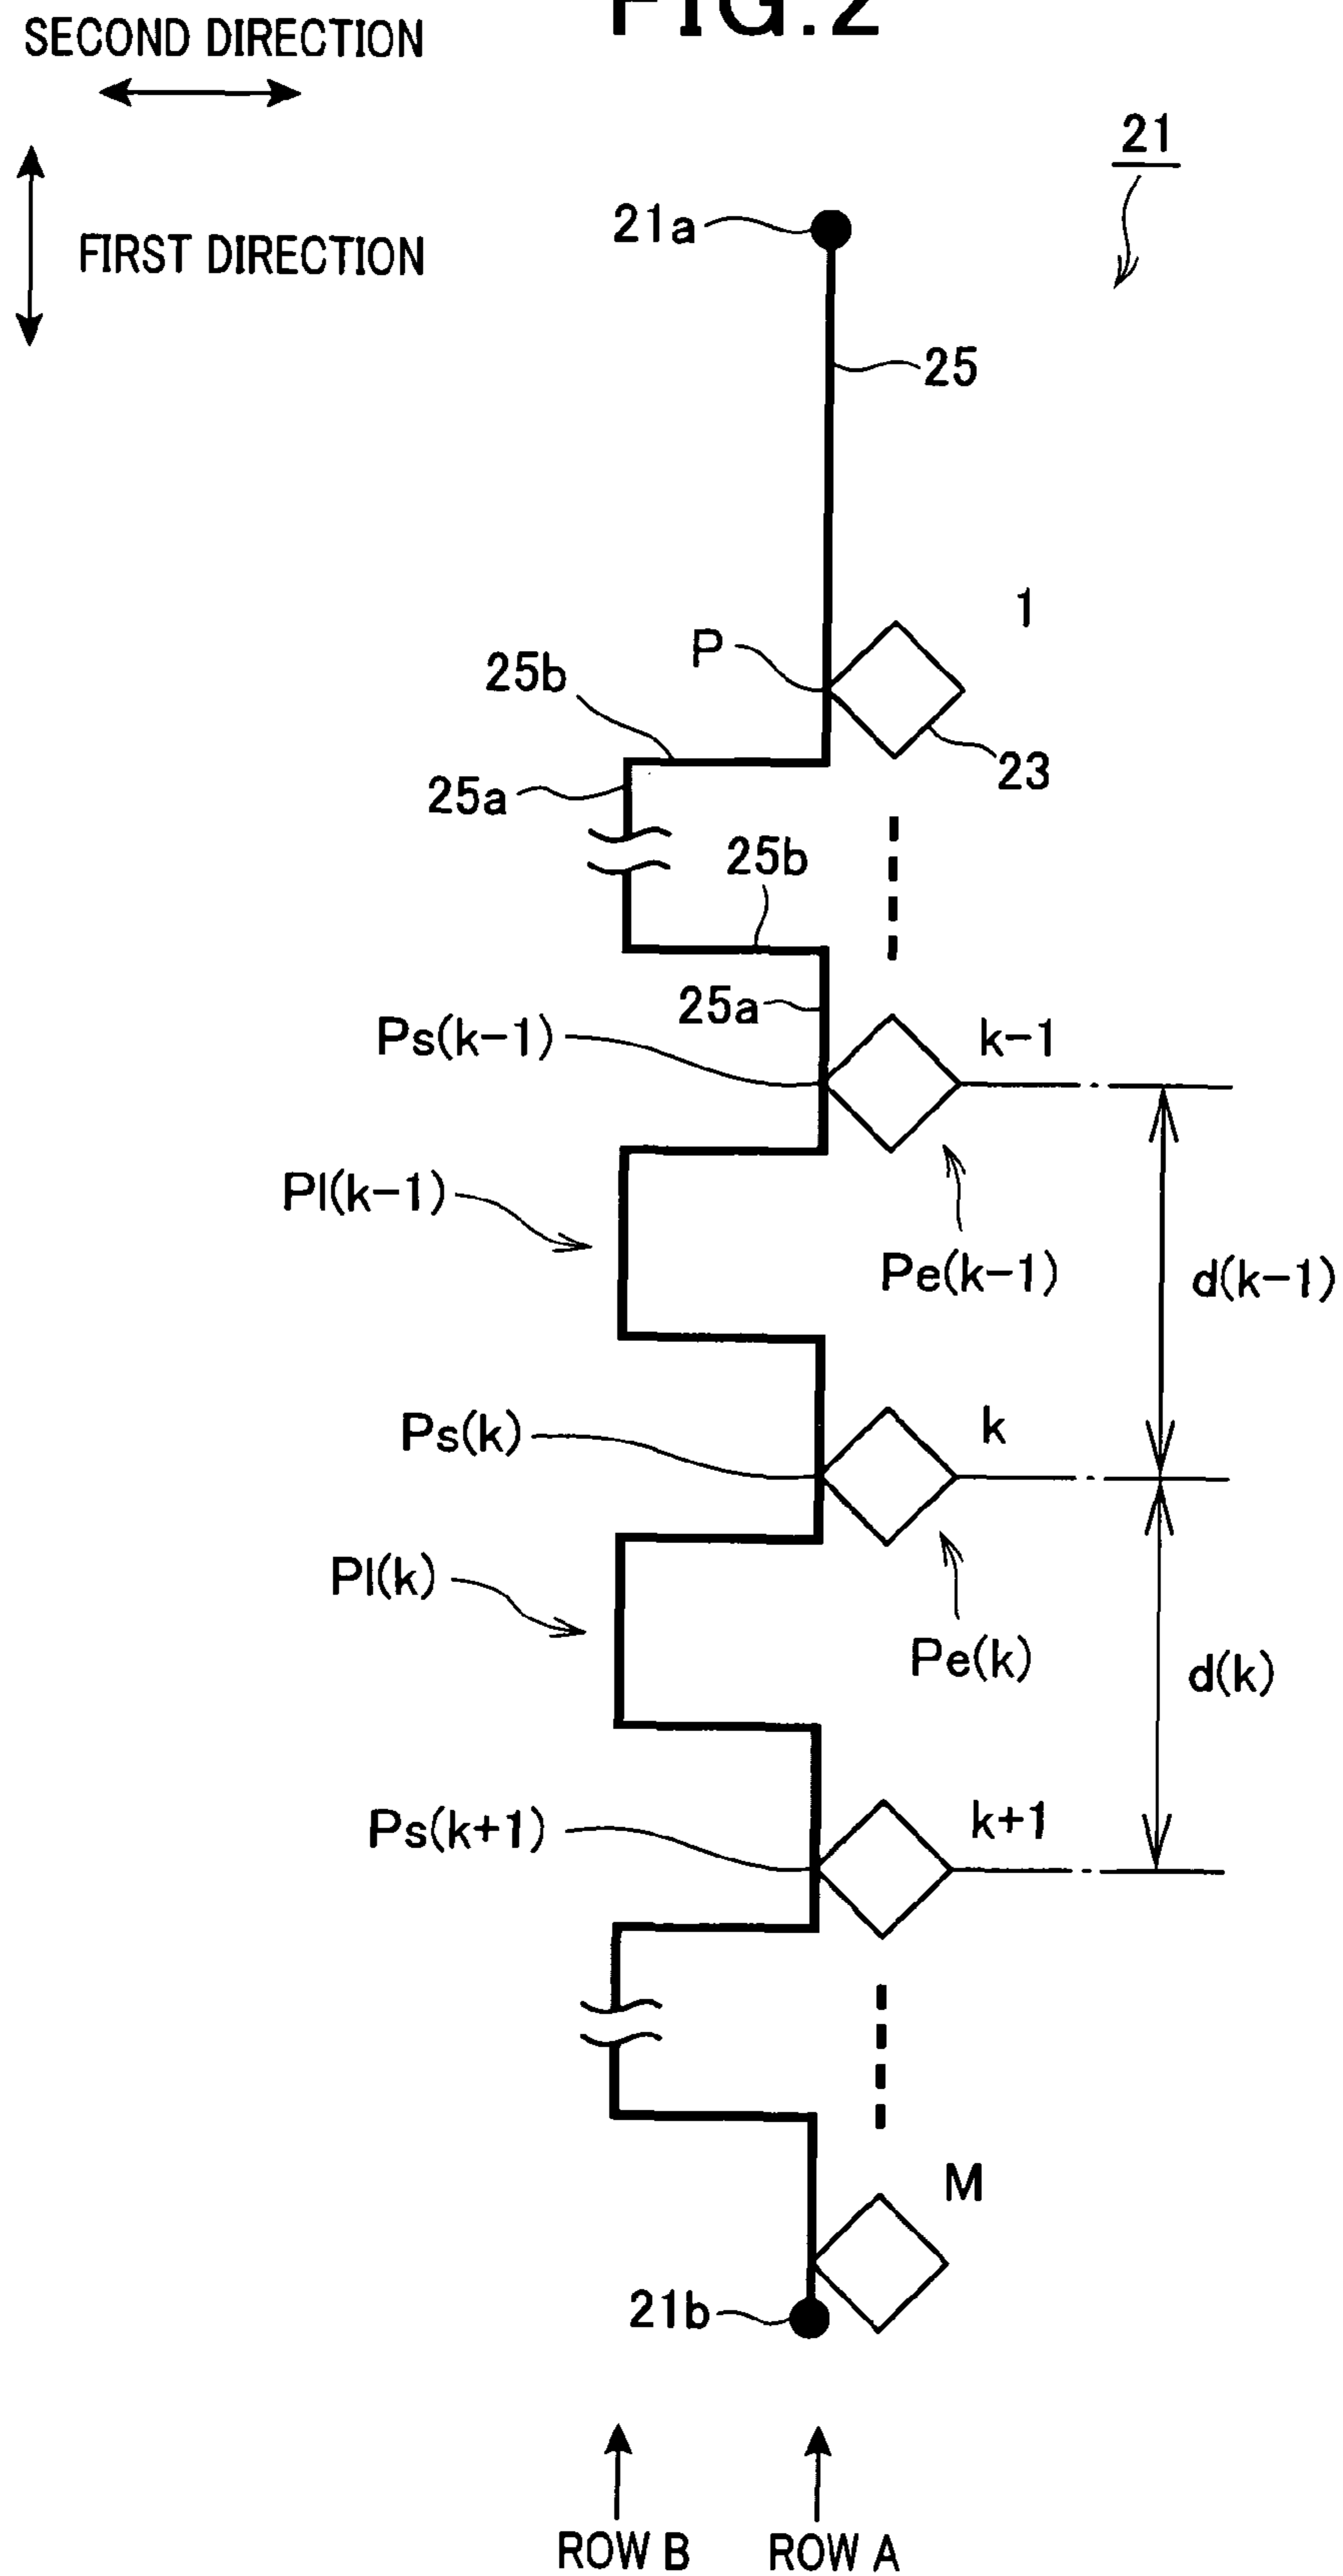 FIG.2
SECOND DIRECTION
21
21a
FIRST DIRECTION
25
1
P
25b
23
25a
25b
25a
Ps(k-1)
k-1
Pl(k-1)
Pe(k-1)
d(k-1)
Ps(k)
k
Pl(k)
Pe(k)
d(k)
Ps(k+1)
k+1
M
21b
ROW B
ROW A